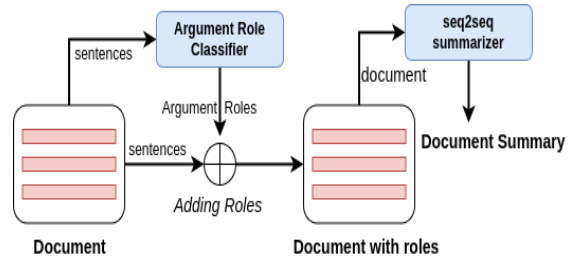 Argument Role
Classifier
seq2seq
summarizer
sentences
document
Argument Roles
Document Summary
sentences
Adding Roles
Document
Document with roles